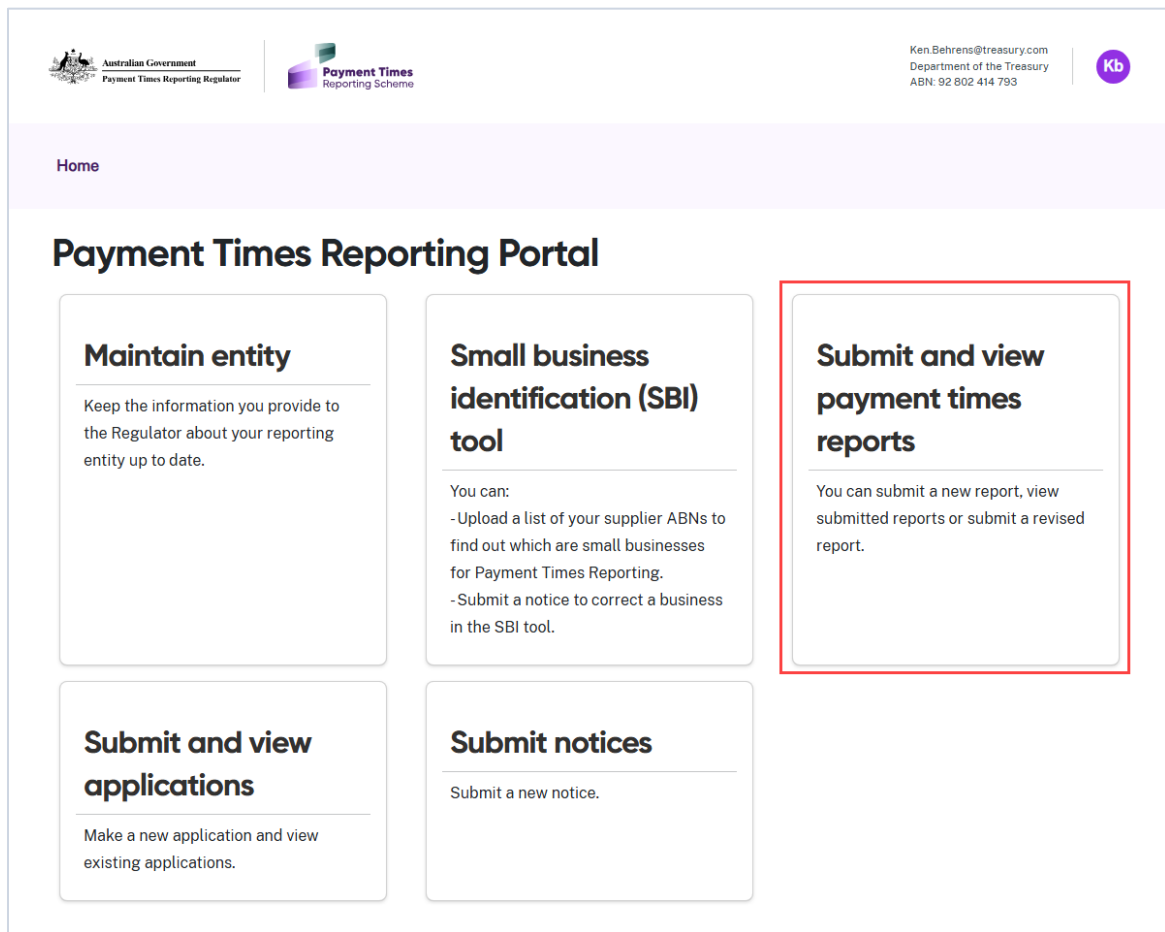 Australian Government
Payment Times Reporting Regulator
Payment Times
Reporting Scheme
Ken.Behrens@treasury.com
Department of the Treasury
ABN: 92 802 414 793
Kb
Home
Payment Times Reporting Portal
Maintain entity
Keep the information you provide to
the Regulator about your reporting
entity up to date.
Small business
identification (SBI)
tool
You can:
- Upload a list of your supplier ABNs to
find out which are small businesses
for Payment Times Reporting.
- Submit a notice to correct a business
in the SBI tool.
Submit and view
payment times
reports
You can submit a new report, view
submitted reports or submit a revised
report.
Submit and view
applications
Make a new application and view
existing applications.
Submit notices
Submit a new notice.